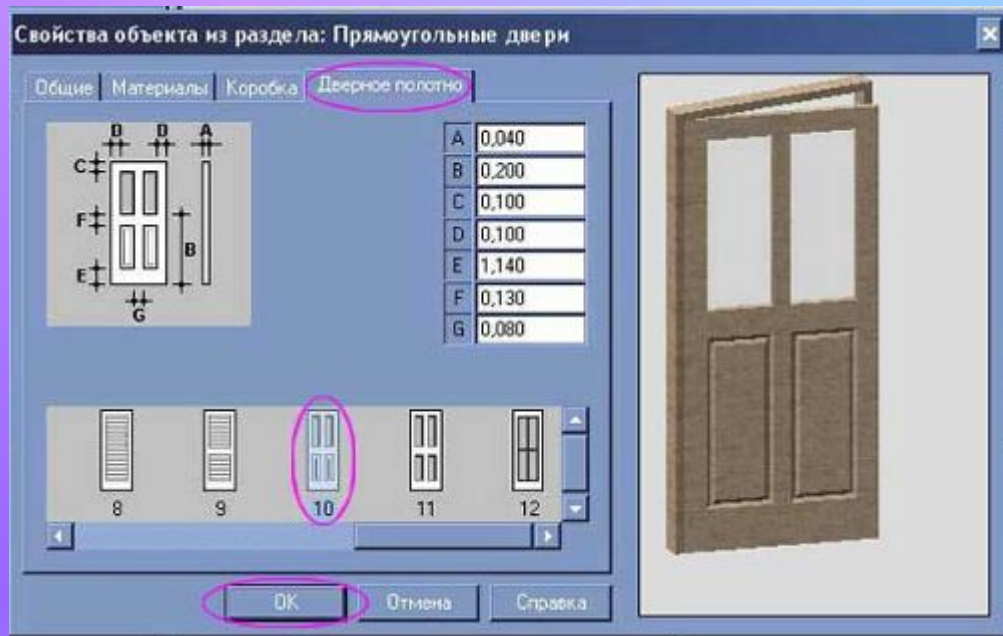 Свойства объекта из раздела: Прямоугольные двери
Общие Материалы Коробка Дверное полотно
D D A
C
F
B
E
G
A 0,040
B 0,200
C 0,100
D 0,100
E 1,140
F 0,130
G 0,080
8 9 10 11 12
OK Отмена Справка